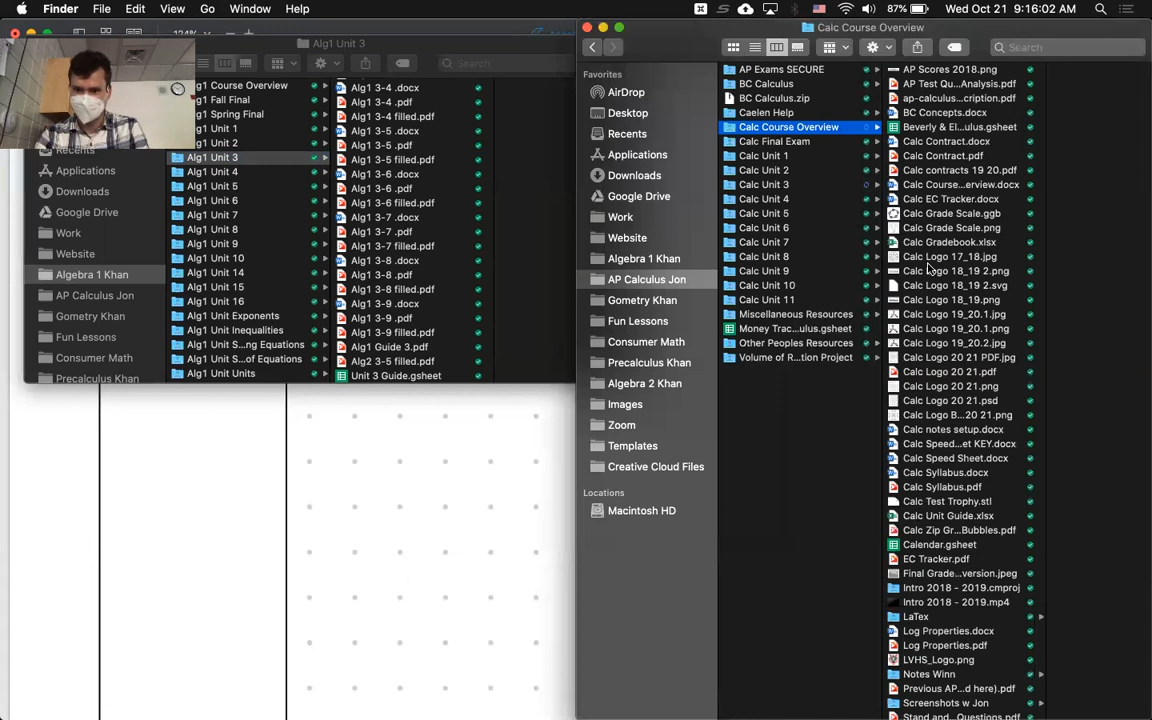 Finder File Edit View Go Window Help
87% Wed Oct 21 9:16:02 AM
Alg1 Unit 3
Search
Recents
Applications
Downloads
Google Drive
Work
Website
Algebra 1 Khan
AP Calculus Jon
Gometry Khan
Fun Lessons
Consumer Math
Precalculus Khan
Alg1 Course Overview
Alg1 Fall Final
Alg1 Spring Final
Alg1 Unit 1
Alg1 Unit 2
Alg1 Unit 3
Alg1 Unit 4
Alg1 Unit 5
Alg1 Unit 6
Alg1 Unit 7
Alg1 Unit 8
Alg1 Unit 9
Alg1 Unit 10
Alg1 Unit 14
Alg1 Unit 15
Alg1 Unit 16
Alg1 Unit Exponents
Alg1 Unit Inequalities
Alg1 Unit S...ng Equations
Alg1 Unit S...of Equations
Alg1 Unit Units
Alg1 3-4 .docx
Alg1 3-4 .pdf
Alg1 3-4 filled.pdf
Alg1 3-5 .docx
Alg1 3-5 .pdf
Alg1 3-5 filled.pdf
Alg1 3-6 .docx
Alg1 3-6 .pdf
Alg1 3-6 filled.pdf
Alg1 3-7 .docx
Alg1 3-7 .pdf
Alg1 3-7 filled.pdf
Alg1 3-8 .docx
Alg1 3-8 .pdf
Alg1 3-8 filled.pdf
Alg1 3-9 .docx
Alg1 3-9 .pdf
Alg1 3-9 filled.pdf
Alg1 Guide 3.pdf
Alg2 3-5 filled.pdf
Unit 3 Guide.gsheet
Calc Course Overview
Search
Favorites
AirDrop
Desktop
Recents
Applications
Downloads
Google Drive
Work
Website
Algebra 1 Khan
AP Calculus Jon
Gometry Khan
Fun Lessons
Consumer Math
Precalculus Khan
Algebra 2 Khan
Images
Zoom
Templates
Creative Cloud Files
Locations
Macintosh HD
AP Exams SECURE
BC Calculus
BC Calculus.zip
Caelen Help
Calc Course Overview
Calc Final Exam
Calc Unit 1
Calc Unit 2
Calc Unit 3
Calc Unit 4
Calc Unit 5
Calc Unit 6
Calc Unit 7
Calc Unit 8
Calc Unit 9
Calc Unit 10
Calc Unit 11
Miscellaneous Resources
Money Trac...ulus.gsheet
Other Peoples Resources
Volume of R...tion Project
AP Scores 2018.png
AP Test Qu...Analysis.pdf
ap-calculus...cription.pdf
BC Concepts.docx
Beverly & El...ulus.gsheet
Calc Contract.docx
Calc Contract.pdf
Calc contracts 19 20.pdf
Calc Course...erview.docx
Calc EC Tracker.docx
Calc Grade Scale.ggb
Calc Grade Scale.png
Calc Gradebook.xlsx
Calc Logo 17_18.jpg
Calc Logo 18_19 2.png
Calc Logo 18_19 2.svg
Calc Logo 18_19.png
Calc Logo 19_20.1.jpg
Calc Logo 19_20.1.png
Calc Logo 19_20.2.jpg
Calc Logo 20 21 PDF.jpg
Calc Logo 20 21.pdf
Calc Logo 20 21.png
Calc Logo 20 21.psd
Calc Logo B...20 21.png
Calc notes setup.docx
Calc Speed...et KEY.docx
Calc Speed Sheet.docx
Calc Syllabus.docx
Calc Syllabus.pdf
Calc Test Trophy.stl
Calc Unit Guide.xlsx
Calc Zip Gr...Bubbles.pdf
Calendar.gsheet
EC Tracker.pdf
Final Grade...version.jpeg
Intro 2018 - 2019.cmproj
Intro 2018 - 2019.mp4
LaTex
Log Properties.docx
Log Properties.pdf
LVHS_Logo.png
Notes Winn
Previous AP...d here).pdf
Screenshots w Jon
Stand and...Questions.pdf